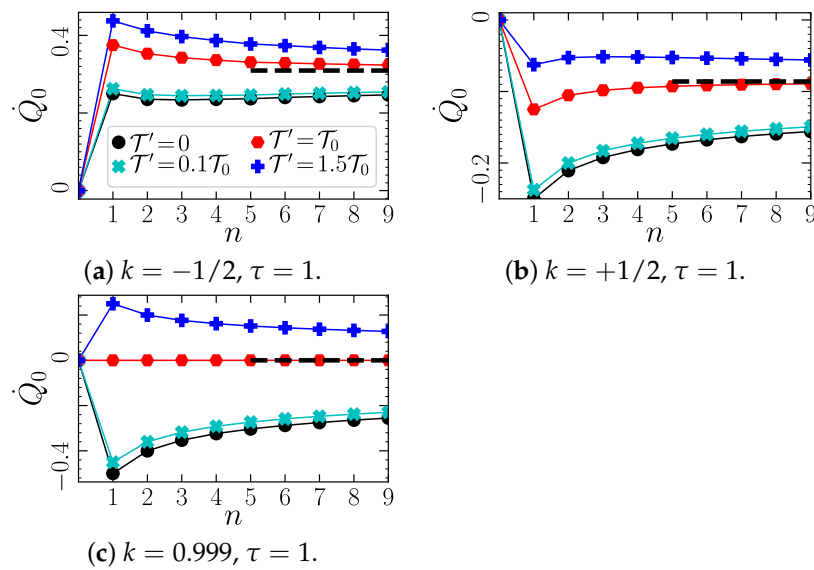 0.4
0
Q̇₀
𝒯′=0
𝒯′=𝒯₀
𝒯′=0.1𝒯₀
𝒯′=1.5𝒯₀
1 2 3 4 5 6 7 8 9
n
(a) k = −1/2, τ = 1.
0
−0.2
Q̇₀
1 2 3 4 5 6 7 8 9
n
(b) k = +1/2, τ = 1.
0
−0.4
Q̇₀
1 2 3 4 5 6 7 8 9
n
(c) k = 0.999, τ = 1.